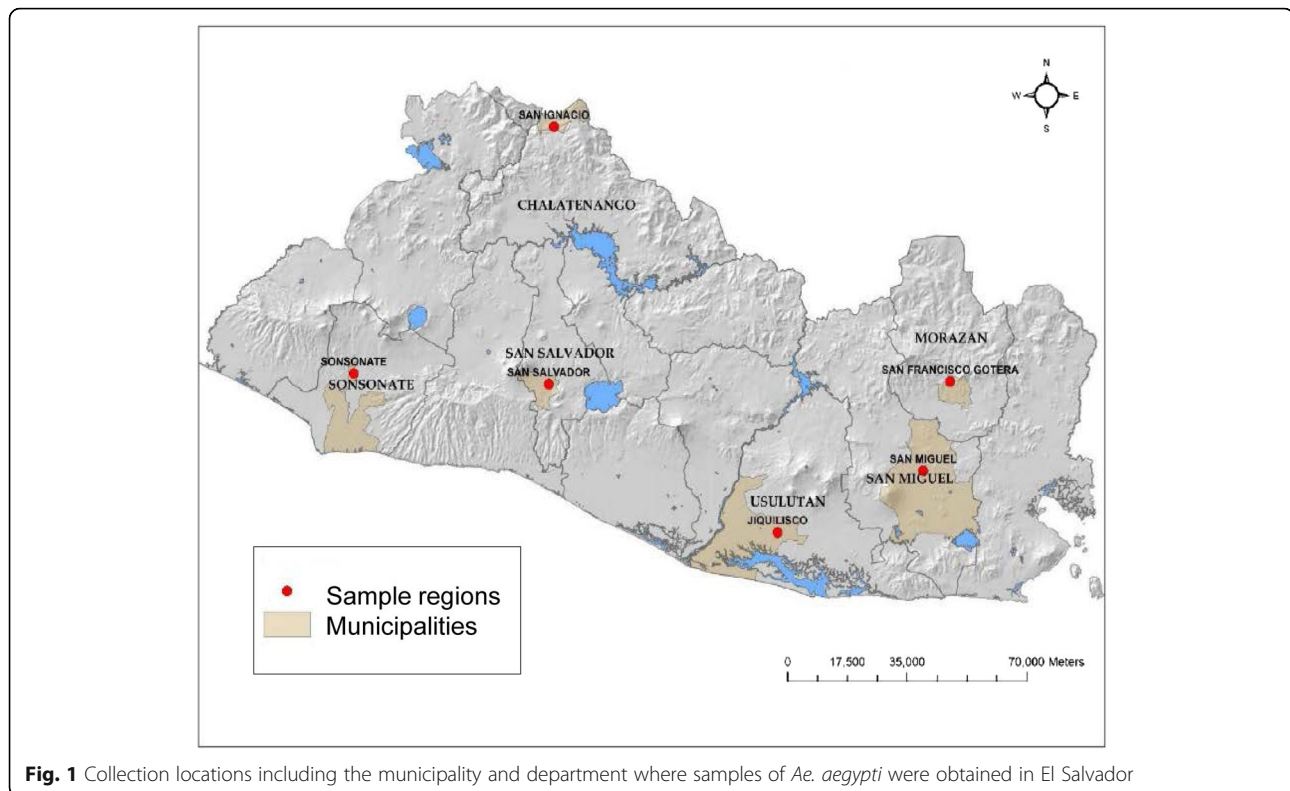 N
W E
S
SAN IGNACIO
CHALATENANGO
MORAZAN
SAN SALVADOR
SAN FRANCISCO GOTERA
SONSONATE
SAN SALVADOR
SONSONATE
SAN MIGUEL
SAN MIGUEL
USULUTAN
JIQUILISCO
Sample regions
Municipalities
0 17,500 35,000 70,000 Meters
Fig. 1 Collection locations including the municipality and department where samples of Ae. aegypti were obtained in El Salvador